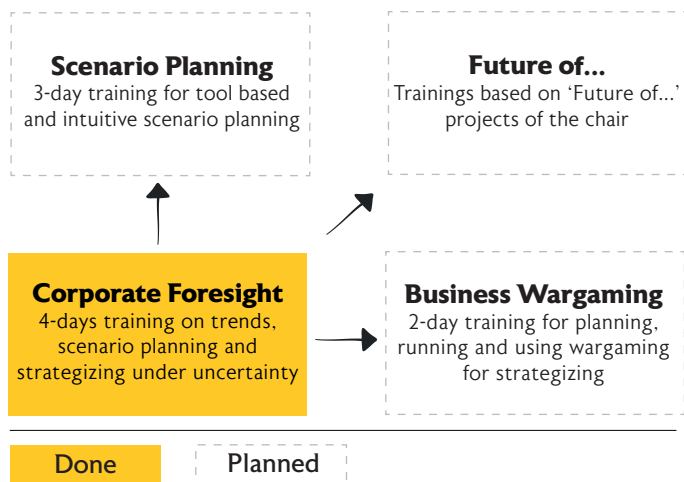 Scenario Planning
3-day training for tool based
and intuitive scenario planning
Future of...
Trainings based on ‘Future of...’
projects of the chair
Corporate Foresight
4-days training on trends,
scenario planning and
strategizing under uncertainty
Business Wargaming
2-day training for planning,
running and using wargaming
for strategizing
Done
Planned